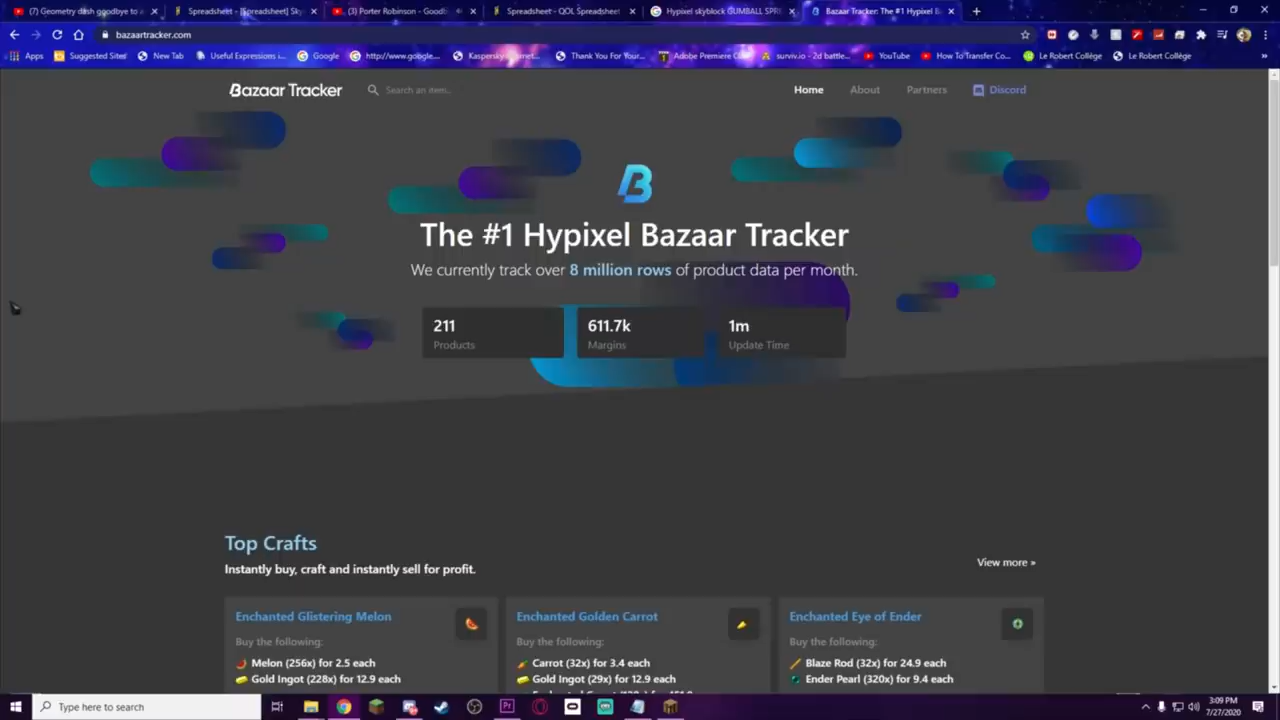 (7) Geometry dash goodbye to a
Spreadsheet - [Spreadsheet] Sky
(3) Porter Robinson - Goodb
Spreadsheet - QOL Spreadsheet
Hypixel skyblock GUMBALL SPR
Bazaar Tracker: The #1 Hypixel B
bazaartracker.com
Apps
Suggested Sites
New Tab
Useful Expressions i...
Google
http://www.google....
Thank You For Your...
Adobe Premiere
surviv.io - 2d battle...
YouTube
How To Transfer Co...
Le Robert Collège
Le Robert Collège
Bazaar Tracker
Search an item...
Home
About
Partners
Discord
The #1 Hypixel Bazaar Tracker
We currently track over 8 million rows of product data per month.
211
Products
611.7k
Margins
1m
Update Time
Top Crafts
Instantly buy, craft and instantly sell for profit.
View more »
Enchanted Glistering Melon
Buy the following:
Melon (256x) for 2.5 each
Gold Ingot (228x) for 12.9 each
Enchanted Golden Carrot
Buy the following:
Carrot (32x) for 3.4 each
Gold Ingot (29x) for 12.9 each
Enchanted Eye of Ender
Buy the following:
Blaze Rod (32x) for 24.9 each
Ender Pearl (320x) for 9.4 each
Type here to search
3:09 PM
7/27/2020